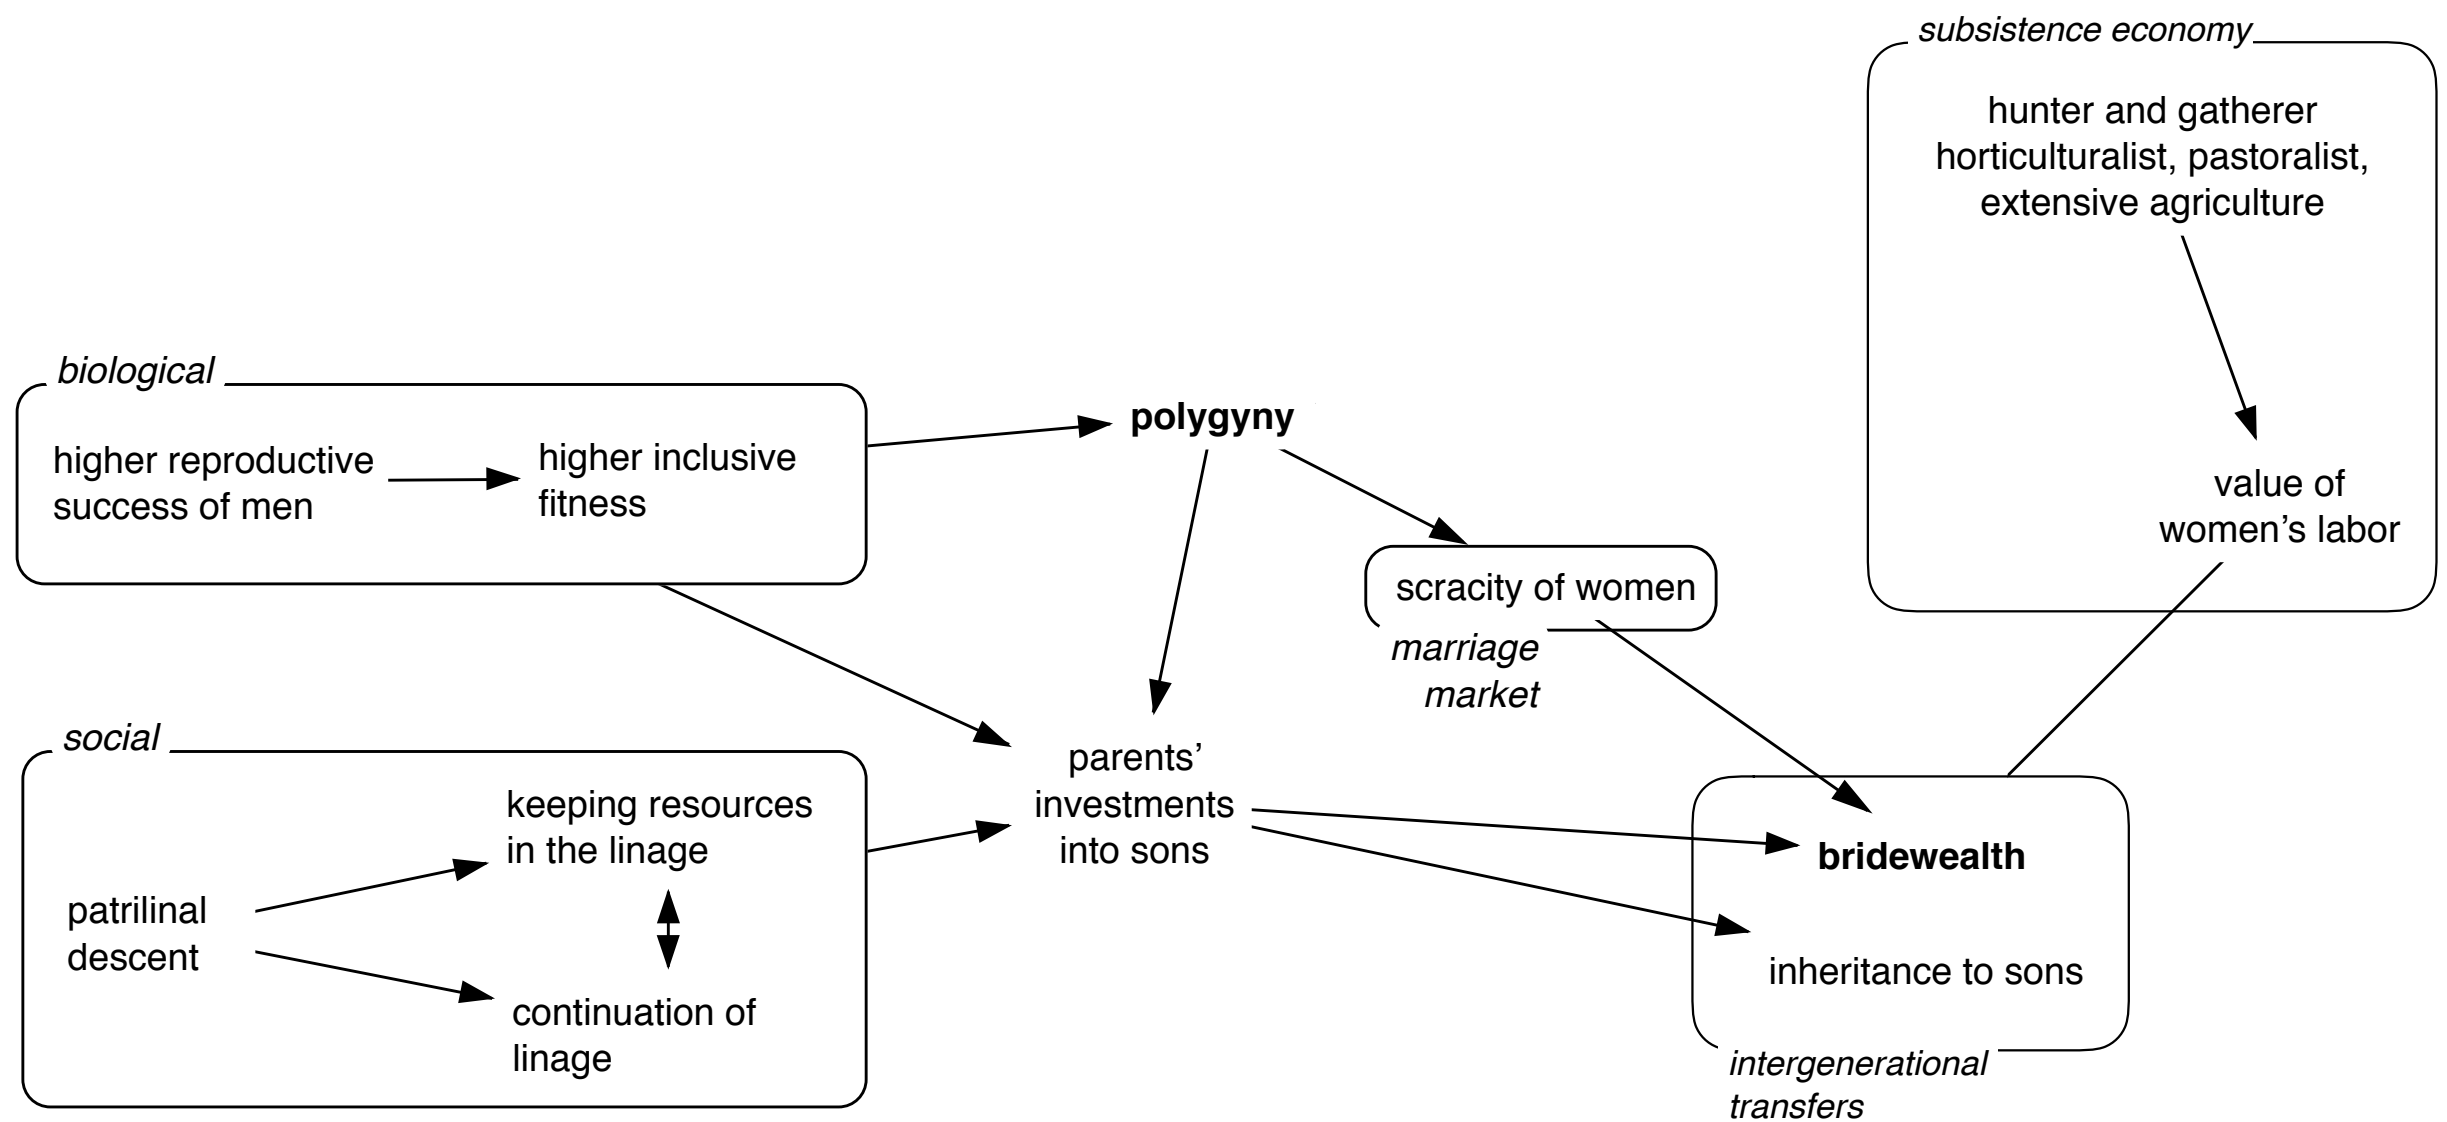 subsistence economy
hunter and gatherer
horticulturalist, pastoralist,
extensive agriculture
value of
women’s labor
biological
higher reproductive
success of men
higher inclusive
fitness
polygyny
scracity of women
marriage
market
social
keeping resources
in the linage
patrilinal
descent
continuation of
linage
parents’
investments
into sons
bridewealth
inheritance to sons
intergenerational
transfers